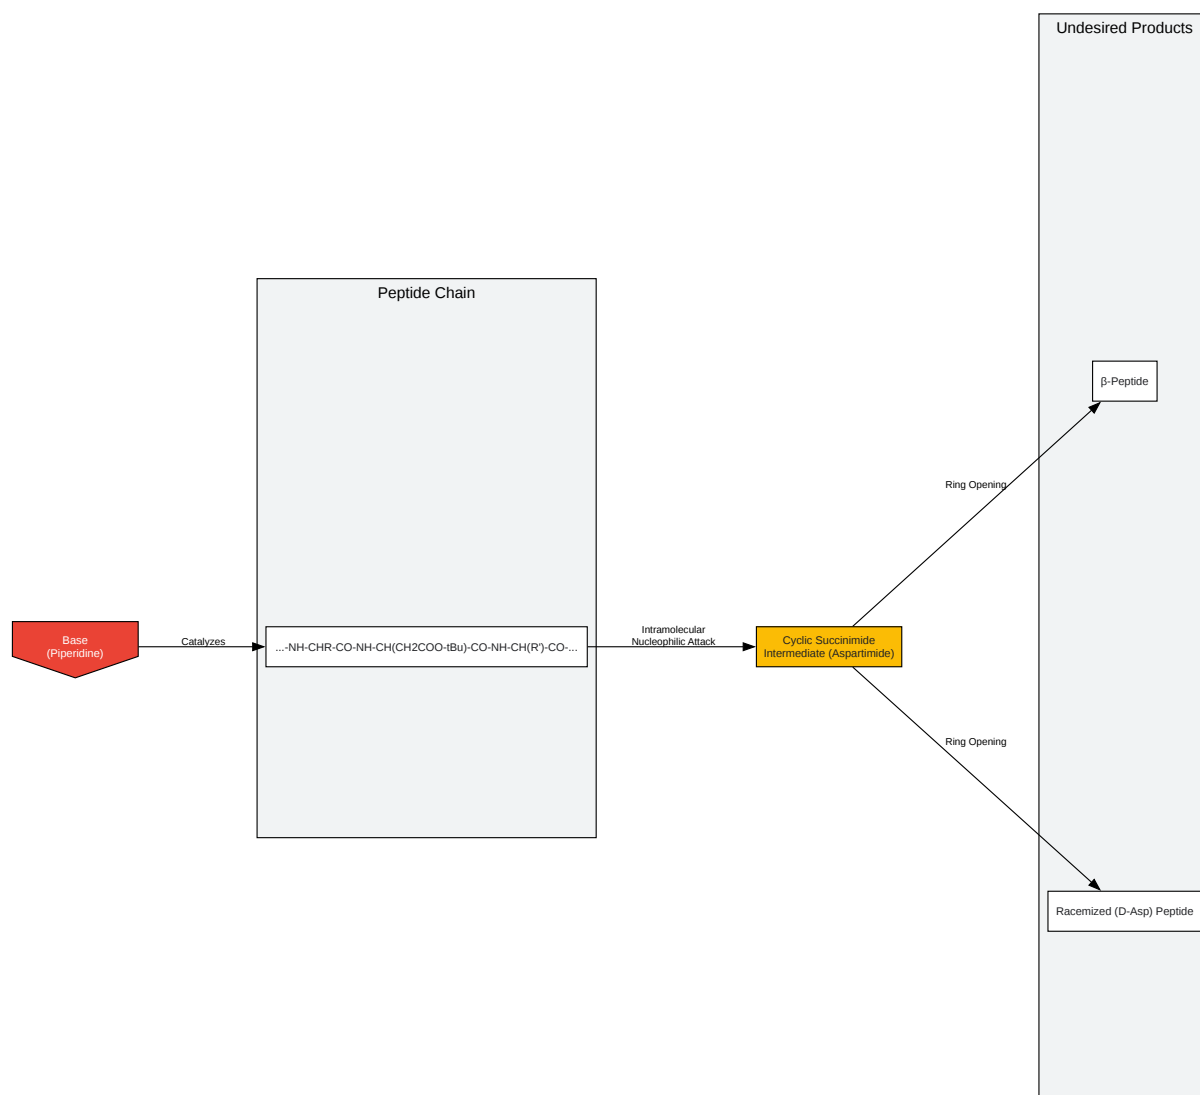 Undesired Products
Peptide Chain
β-Peptide
Ring Opening
Base
(Piperidine)
Catalyzes
...-NH-CHR-CO-NH-CH(CH2COO-tBu)-CO-NH-CH(R')-CO-...
Intramolecular
Nucleophilic Attack
Cyclic Succinimide
Intermediate (Aspartimide)
Ring Opening
Racemized (D-Asp) Peptide